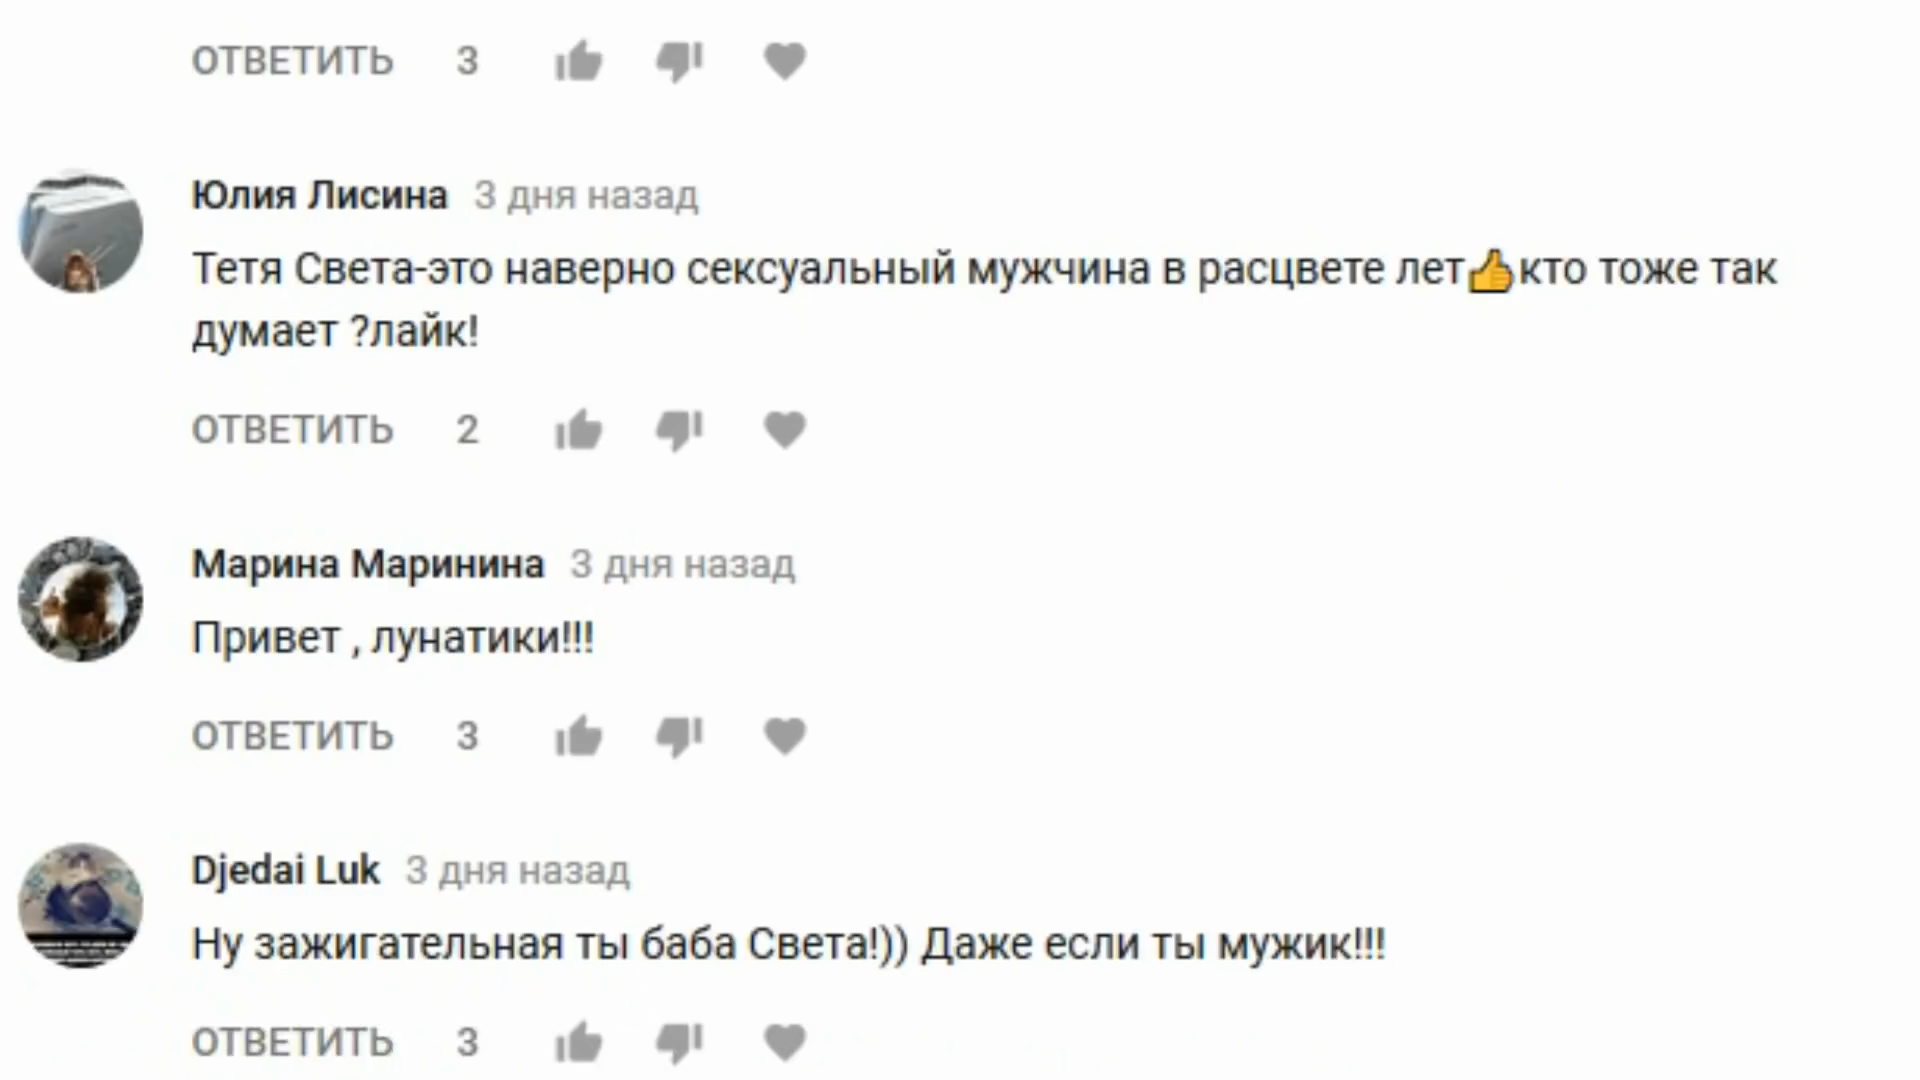 ОТВЕТИТЬ 3
Юлия Лисина 3 дня назад
Тетя Света-это наверно сексуальный мужчина в расцвете лет👍кто тоже так
думает ?лайк!
ОТВЕТИТЬ 2
Марина Маринина 3 дня назад
Привет , лунатики!!!
ОТВЕТИТЬ 3
Djedai Luk 3 дня назад
Ну зажигательная ты баба Света!)) Даже если ты мужик!!!
ОТВЕТИТЬ 3